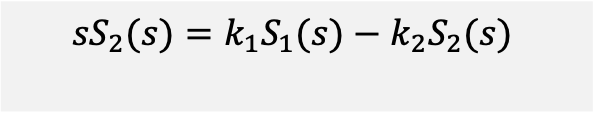 sS₂(s) = k₁S₁(s) − k₂S₂(s)